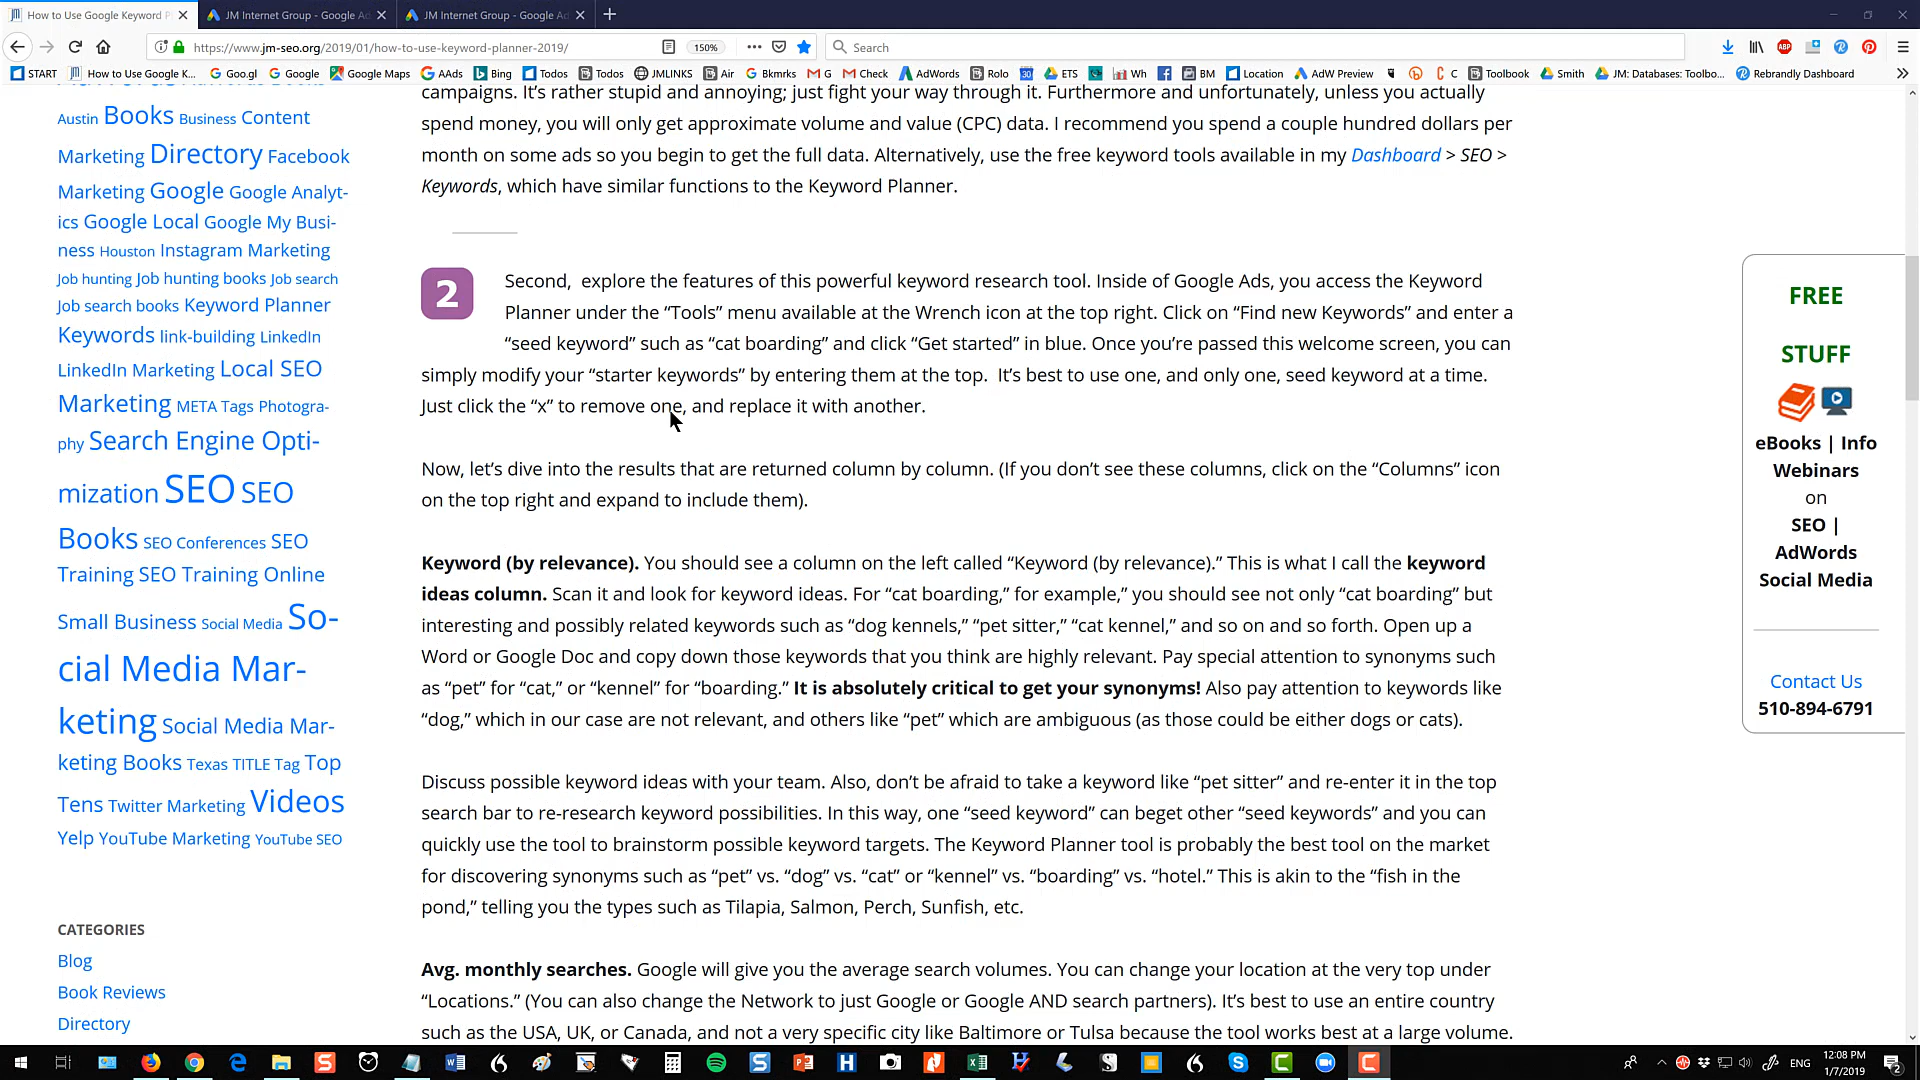 How to Use Google Keyword P
JM Internet Group - Google Ad
JM Internet Group - Google Ad
https://www.jm-seo.org/2019/01/how-to-use-keyword-planner-2019/
150%
Search
START
How to Use Google K...
Goo.gl
Google
Google Maps
AAds
Bing
Todos
Todos
JMLINKS
Air
Bkmrks
G
Check
AdWords
Rolo
ETS
Wh
BM
Location
AdW Preview
C
Toolbook
Smith
JM: Databases: Toolbo...
Rebrandly Dashboard
Austin Books Business Content
Marketing Directory Facebook
Marketing Google Google Analyt-
ics Google Local Google My Busi-
ness Houston Instagram Marketing
Job hunting Job hunting books Job search
Job search books Keyword Planner
Keywords link-building LinkedIn
LinkedIn Marketing Local SEO
Marketing META Tags Photogra-
phy Search Engine Opti-
mization SEO SEO
Books SEO Conferences SEO
Training SEO Training Online
Small Business Social Media So-
cial Media Mar-
keting Social Media Mar-
keting Books Texas TITLE Tag Top
Tens Twitter Marketing Videos
Yelp YouTube Marketing YouTube SEO
CATEGORIES
Blog
Book Reviews
Directory
campaigns. It’s rather stupid and annoying; just fight your way through it. Furthermore and unfortunately, unless you actually
spend money, you will only get approximate volume and value (CPC) data. I recommend you spend a couple hundred dollars per
month on some ads so you begin to get the full data. Alternatively, use the free keyword tools available in my Dashboard > SEO >
Keywords, which have similar functions to the Keyword Planner.
2
Second, explore the features of this powerful keyword research tool. Inside of Google Ads, you access the Keyword
Planner under the “Tools” menu available at the Wrench icon at the top right. Click on “Find new Keywords” and enter a
“seed keyword” such as “cat boarding” and click “Get started” in blue. Once you’re passed this welcome screen, you can
simply modify your “starter keywords” by entering them at the top. It’s best to use one, and only one, seed keyword at a time.
Just click the “x” to remove one, and replace it with another.
Now, let’s dive into the results that are returned column by column. (If you don’t see these columns, click on the “Columns” icon
on the top right and expand to include them).
Keyword (by relevance). You should see a column on the left called “Keyword (by relevance).” This is what I call the keyword
ideas column. Scan it and look for keyword ideas. For “cat boarding,” for example,” you should see not only “cat boarding” but
interesting and possibly related keywords such as “dog kennels,” “pet sitter,” “cat kennel,” and so on and so forth. Open up a
Word or Google Doc and copy down those keywords that you think are highly relevant. Pay special attention to synonyms such
as “pet” for “cat,” or “kennel” for “boarding.” It is absolutely critical to get your synonyms! Also pay attention to keywords like
“dog,” which in our case are not relevant, and others like “pet” which are ambiguous (as those could be either dogs or cats).
Discuss possible keyword ideas with your team. Also, don’t be afraid to take a keyword like “pet sitter” and re-enter it in the top
search bar to re-research keyword possibilities. In this way, one “seed keyword” can beget other “seed keywords” and you can
quickly use the tool to brainstorm possible keyword targets. The Keyword Planner tool is probably the best tool on the market
for discovering synonyms such as “pet” vs. “dog” vs. “cat” or “kennel” vs. “boarding” vs. “hotel.” This is akin to the “fish in the
pond,” telling you the types such as Tilapia, Salmon, Perch, Sunfish, etc.
Avg. monthly searches. Google will give you the average search volumes. You can change your location at the very top under
“Locations.” (You can also change the Network to just Google or Google AND search partners). It’s best to use an entire country
such as the USA, UK, or Canada, and not a very specific city like Baltimore or Tulsa because the tool works best at a large volume.
FREE
STUFF
eBooks | Info
Webinars
on
SEO |
AdWords
Social Media
Contact Us
510-894-6791
ENG
12:08 PM
1/7/2019
2